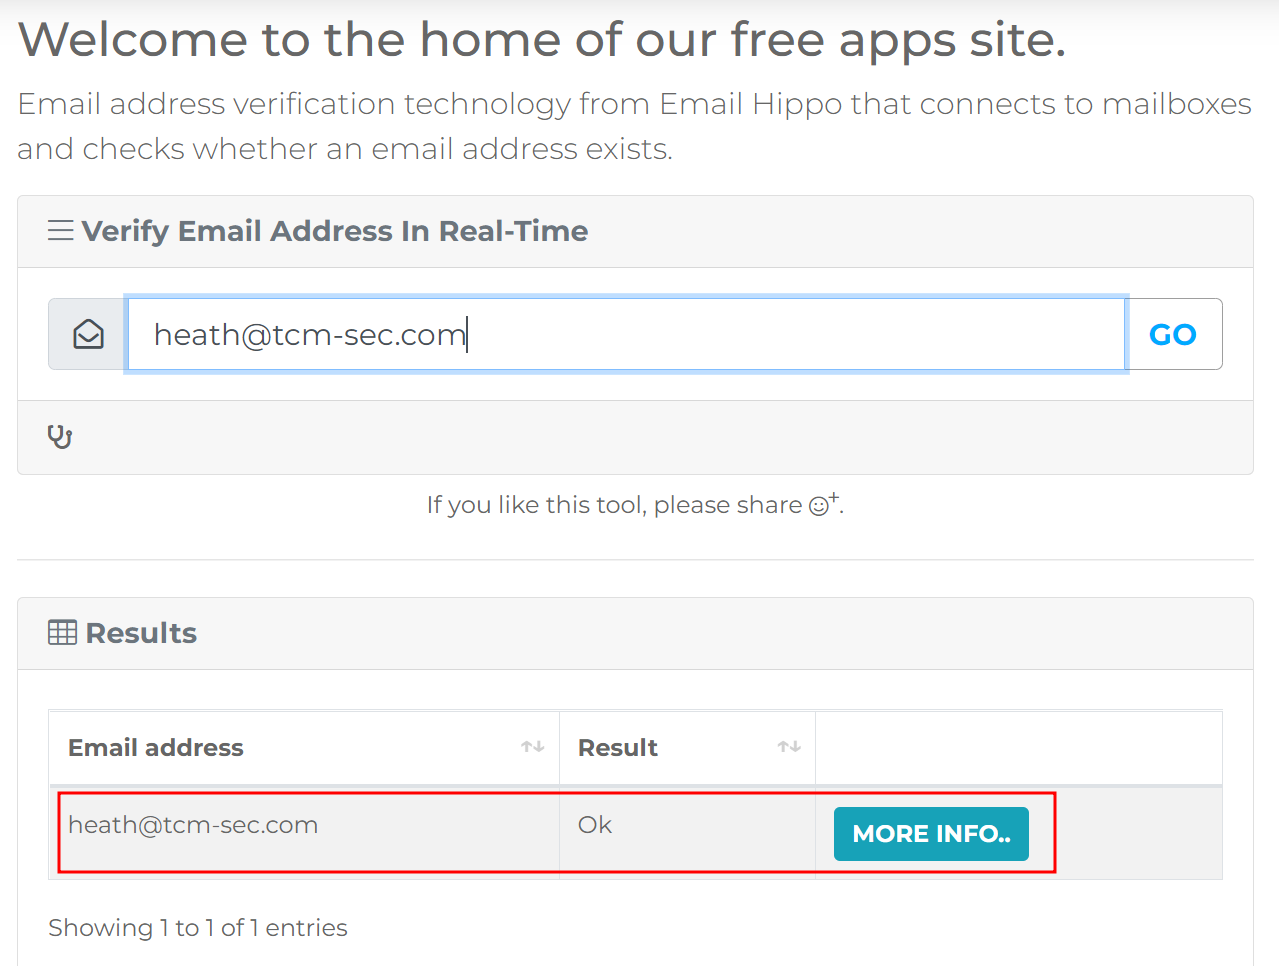 Welcome to the home of our free apps site.
Email address verification technology from Email Hippo that connects to mailboxes
and checks whether an email address exists.
Verify Email Address In Real-Time
heath@tcm-sec.com
GO
If you like this tool, please share
Results
Email address
Result
heath@tcm-sec.com
Ok
MORE INFO..
Showing 1 to 1 of 1 entries